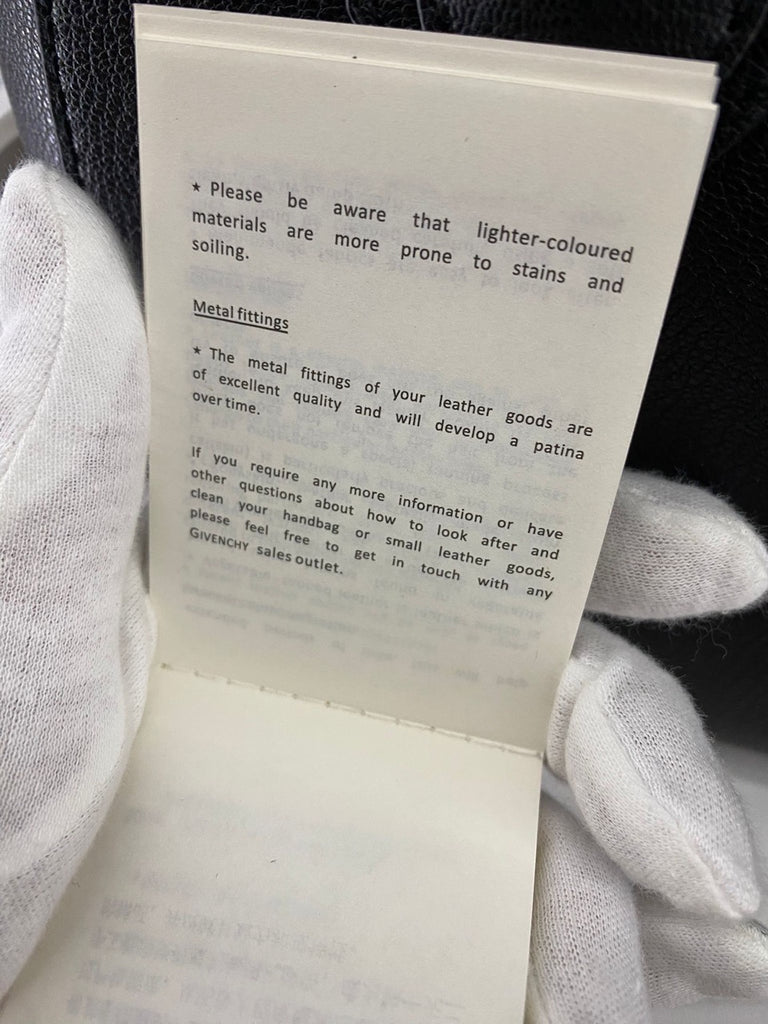 ★ Please be aware that lighter-coloured
materials are more prone to stains and
soiling.
Metal fittings
★ The metal fittings of your leather goods are
of excellent quality and will develop a patina
over time.
If you require any more information or have
other questions about how to look after and
clean your handbag or small leather goods,
please feel free to get in touch with any
GIVENCHY sales outlet.